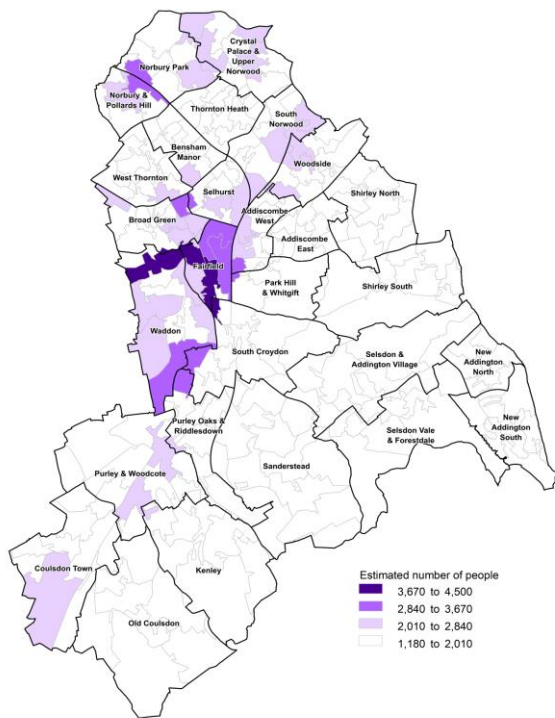 Crystal
Palace &
Upper
Norwood
Norbury Park
Norbury &
Pollards Hill
Thornton Heath
South
Norwood
Bensham
Manor
Woodside
West Thornton
Selhurst
Shirley North
Broad Green
Addiscombe
West
Addiscombe
East
Fairfield
Park Hill
& Whitgift
Shirley South
Waddon
South Croydon
Selsdon &
Addington Village
New
Addington
North
Purley Oaks &
Riddlesdown
Selsdon Vale
& Forestdale
New
Addington
South
Sanderstead
Purley & Woodcote
Coulsdon Town
Kenley
Old Coulsdon
Estimated number of people
3,670 to 4,500
2,840 to 3,670
2,010 to 2,840
1,180 to 2,010